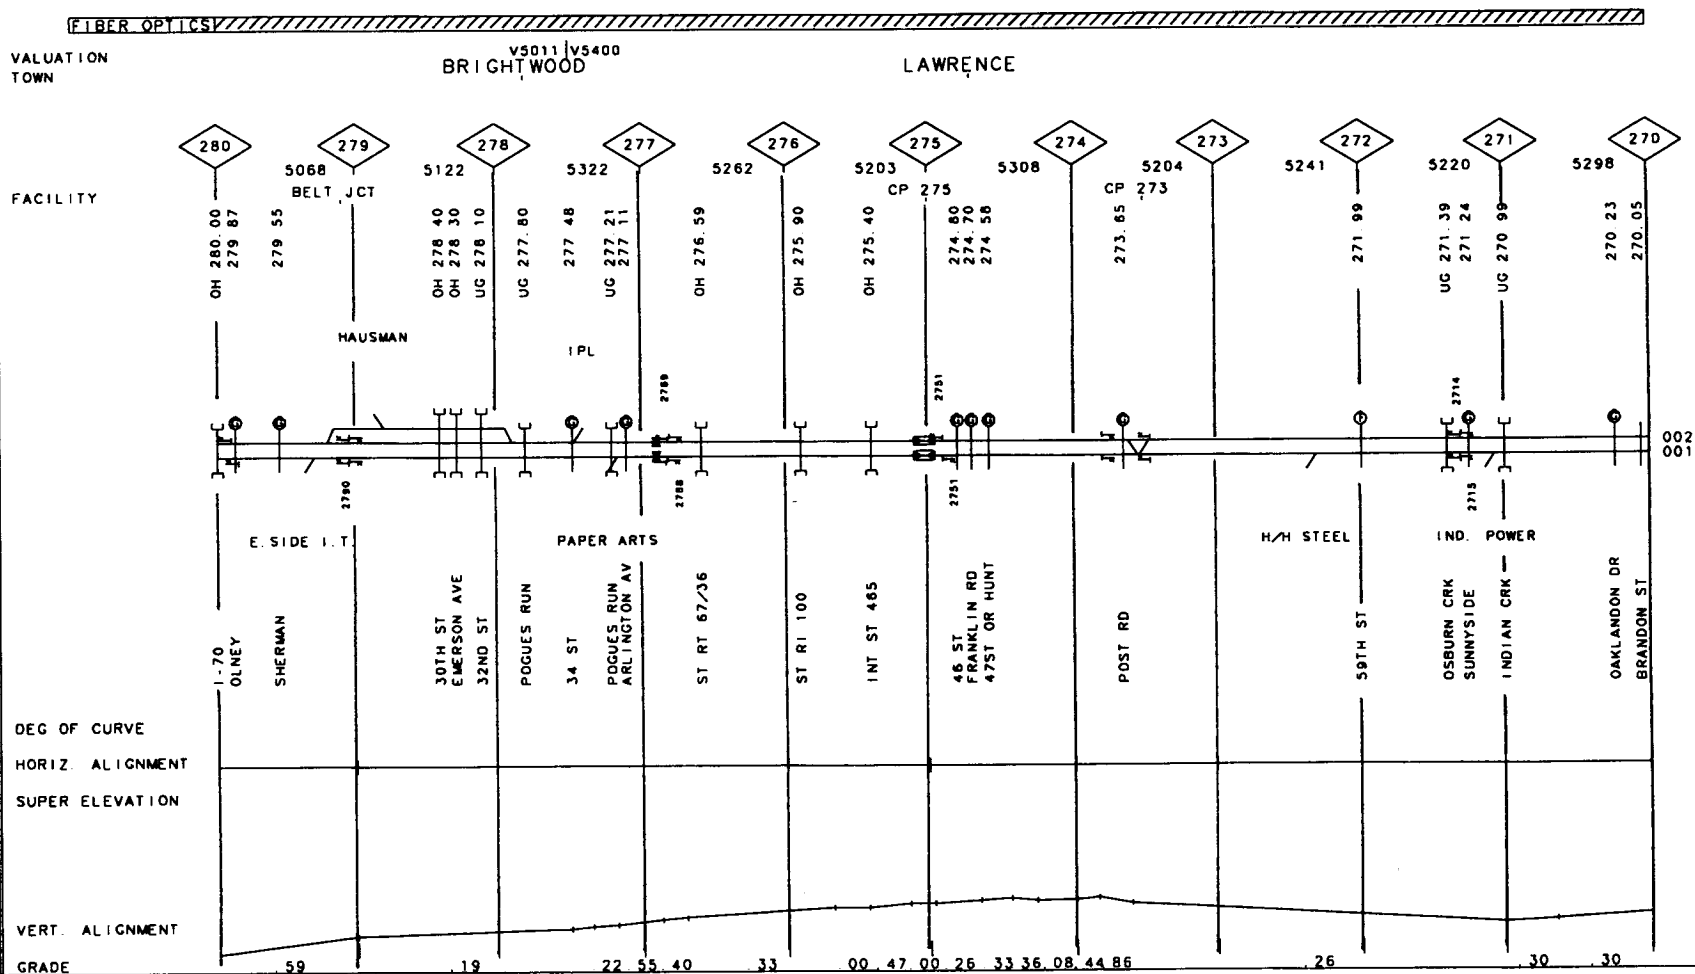 FIBER OPTICS
VALUATION
V5011 V5400
TOWN
BRIGHTWOOD
LAWRENCE
280
279
278
277
276
275
274
273
272
271
270
5068
5122
5322
5262
5203
5308
5204
5241
5220
5298
FACILITY
BELT JCT
CP 275
CP 273
OH 280.00
279 87
279 55
OH 278 40
OH 278 30
UG 278 10
UG 277.80
277 48
UG 277.21
277 11
OH 276.59
OH 275.90
OH 275.40
274.80
274.70
274 58
273.65
271.99
UG 271.39
271 24
UG 270 99
270.23
270.05
HAUSMAN
IPL
2769
2751
2714
002
001
2790
2788
2751
2715
E.SIDE I.T.
PAPER ARTS
H/H STEEL
IND. POWER
I-70
OLNEY
SHERMAN
30TH ST
EMERSON AVE
32ND ST
POGUES RUN
34 ST
POGUES RUN
ARLINGTON AV
ST RT 67/36
ST RI 100
INT ST 465
46 ST
FRANKLIN RD
47ST OR HUNT
POST RD
59TH ST
OSBURN CRK
SUNNYSIDE
INDIAN CRK
OAKLANDON DR
BRANDON ST
DEG OF CURVE
HORIZ. ALIGNMENT
SUPER ELEVATION
VERT. ALIGNMENT
GRADE .59 .19 .22 .55 .40 .33 .00 .47 .00 .26 .33 .36 .08 .44 .86 .26 .30 .30